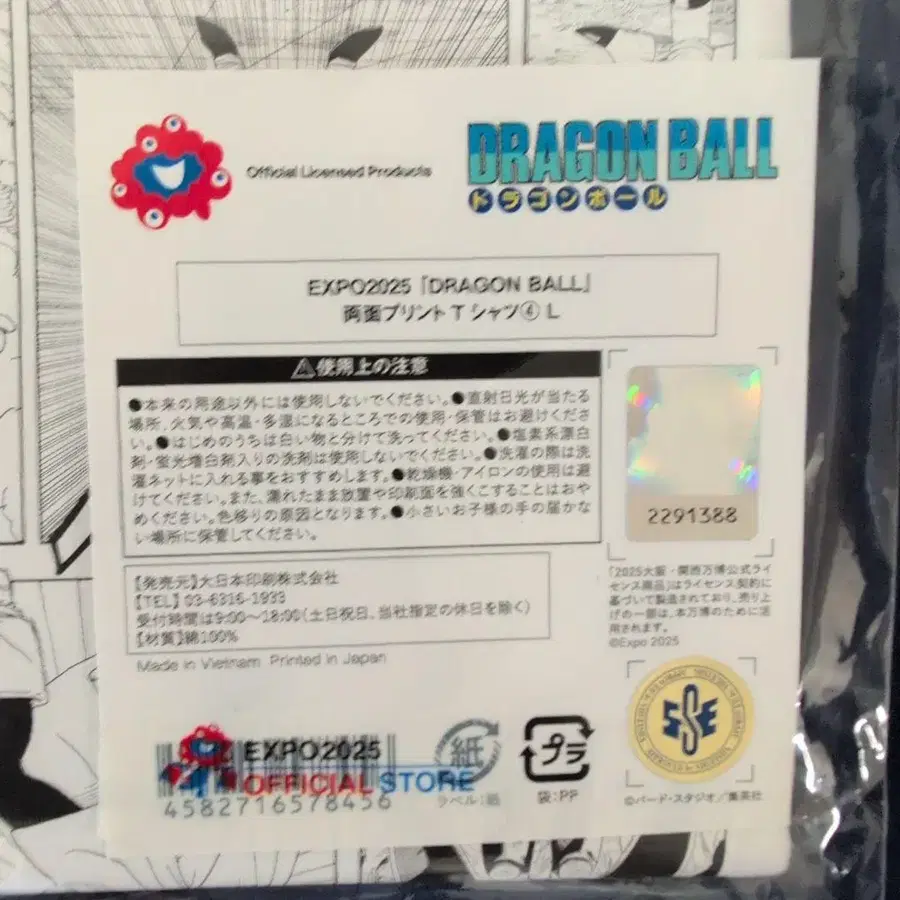 Official Licensed Products
DRAGON BALL
ドラゴンボール
EXPO2025「DRAGON BALL」
両面プリントTシャツ④ L
⚠使用上の注意
●本来の用途以外には使用しないでください。●直射日光が当たる
場所、火気や高温・多湿になるところでの使用・保管はお避けくださ
い。●はじめのうちは白い物と分けて洗ってください。●塩素系漂白
剤・蛍光増白剤入りの洗剤は使用しないでください。●洗濯の際は洗
濯ネットに入れる事をおすすめします。●乾燥機・アイロンの使用は避
けてください。また、濡れたまま放置や印刷面を強くこすることはおや
めください。色移りの原因となります。●小さいお子様の手の届かな
い場所に保管してください。
2291388
【発売元】大日本印刷株式会社
【TEL】03-6316-1933
受付時間は9:00～18:00(土日祝日、当社指定の休日を除く)
【材質】綿100%
Made in Vietnam Printed in Japan
「2025大阪・関西万博公式ライセ
ンス商品」はライセンス契約に
基づいて製造されており、売り上
げの一部は、本万博のために活
用されます。
©Expo 2025
EXPO2025
OFFICIAL STORE
4582716578456
紙
ラベル:紙
プラ
袋:PP
©バード・スタジオ/集英社